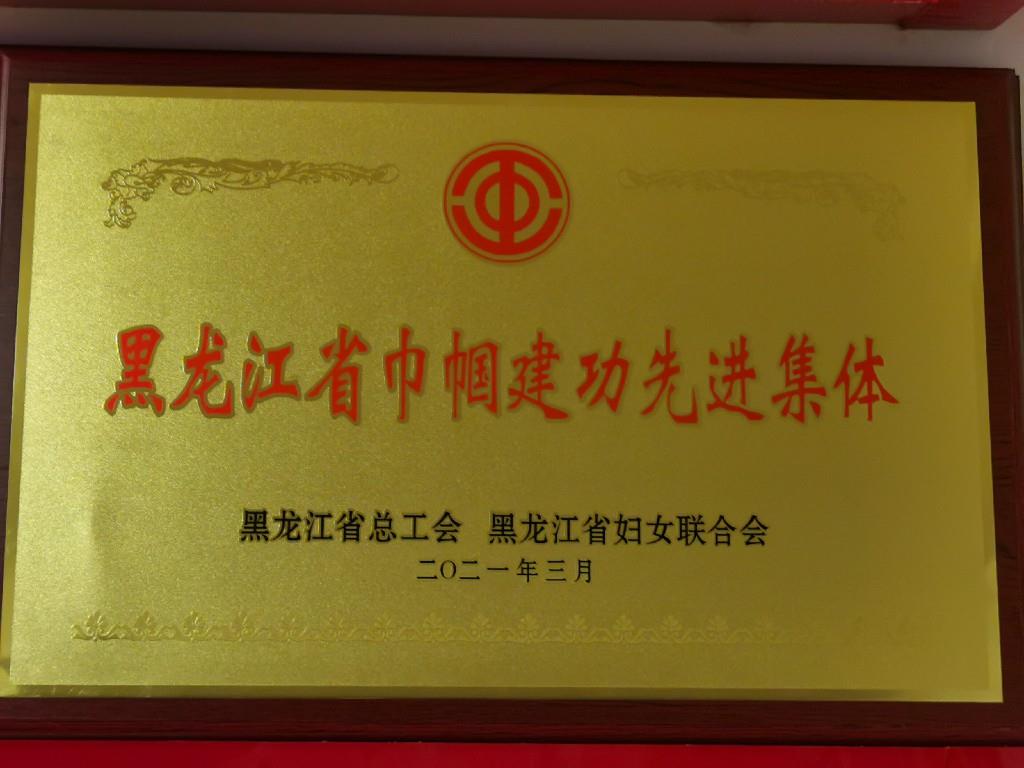 黑龙江省巾帼建功先进集体
黑龙江省总工会 黑龙江省妇女联合会
二〇二一年三月